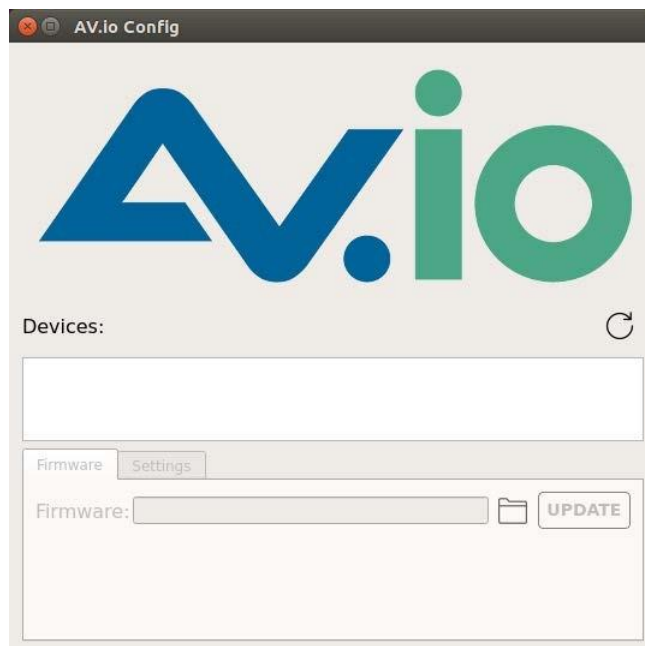 AV.io Config
AV.io
Devices:
Firmware Settings
Firmware: UPDATE